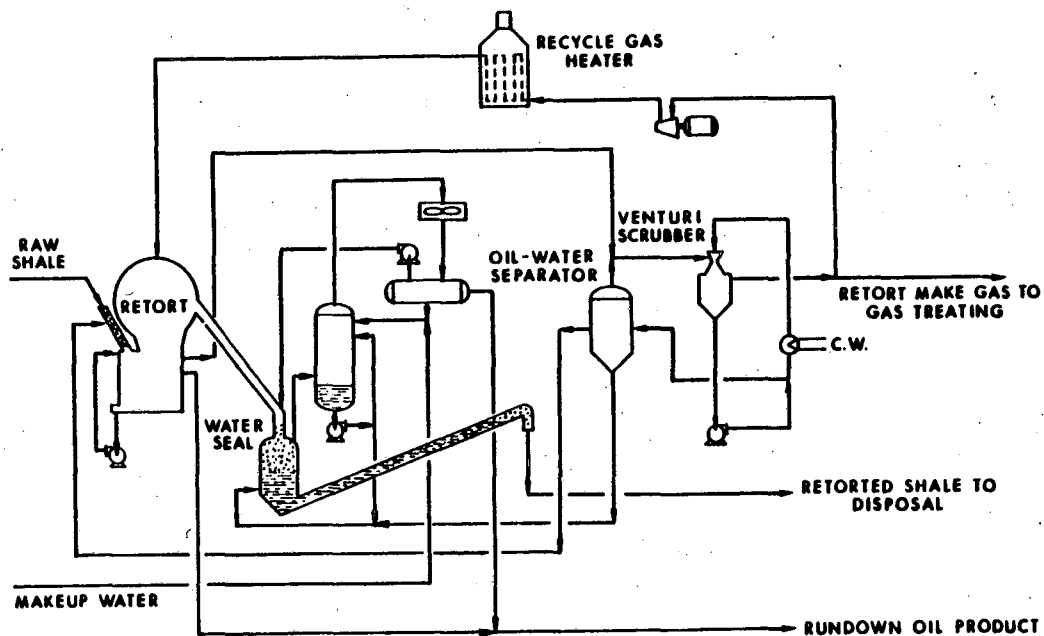 RECYCLE GAS
HEATER
RAW
SHALE
RETORT
OIL-WATER
SEPARATOR
VENTURI
SCRUBBER
RETORT MAKE GAS TO
GAS TREATING
C.W.
WATER
SEAL
RETORTED SHALE TO
DISPOSAL
MAKEUP WATER
RUNDOWN OIL PRODUCT